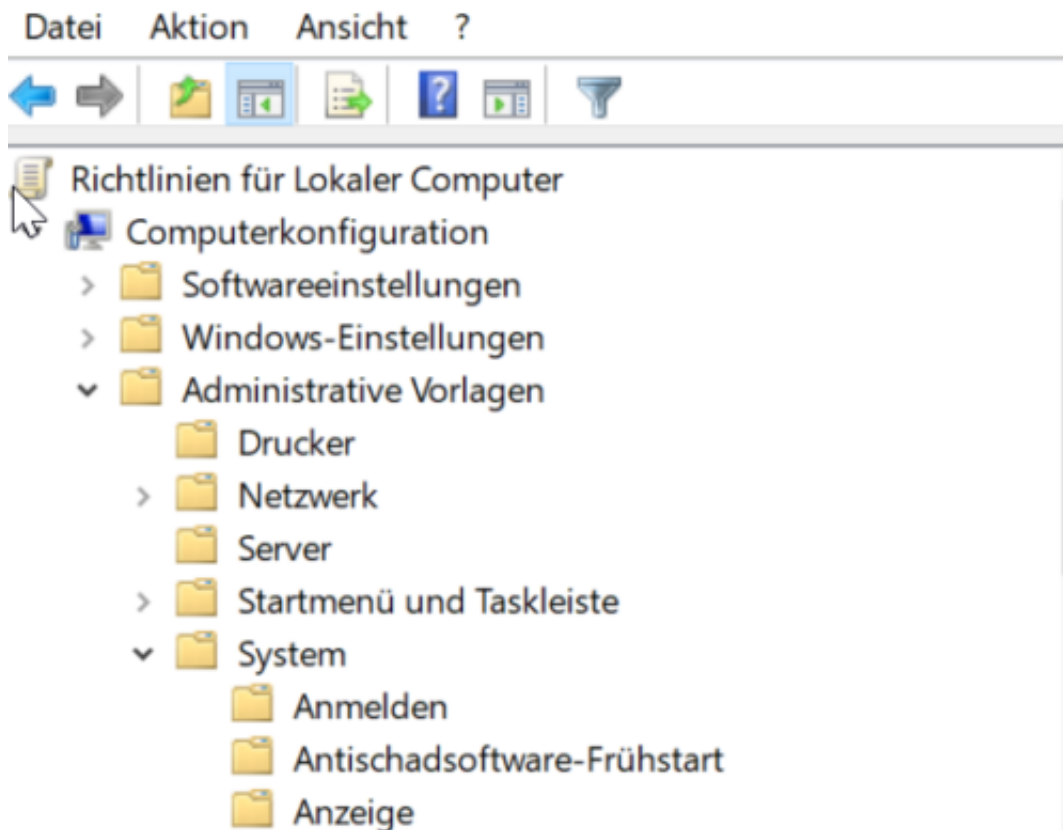 Datei Aktion Ansicht ?
Richtlinien für Lokaler Computer
Computerkonfiguration
Softwareeinstellungen
Windows-Einstellungen
Administrative Vorlagen
Drucker
Netzwerk
Server
Startmenü und Taskleiste
System
Anmelden
Antischadsoftware-Frühstart
Anzeige